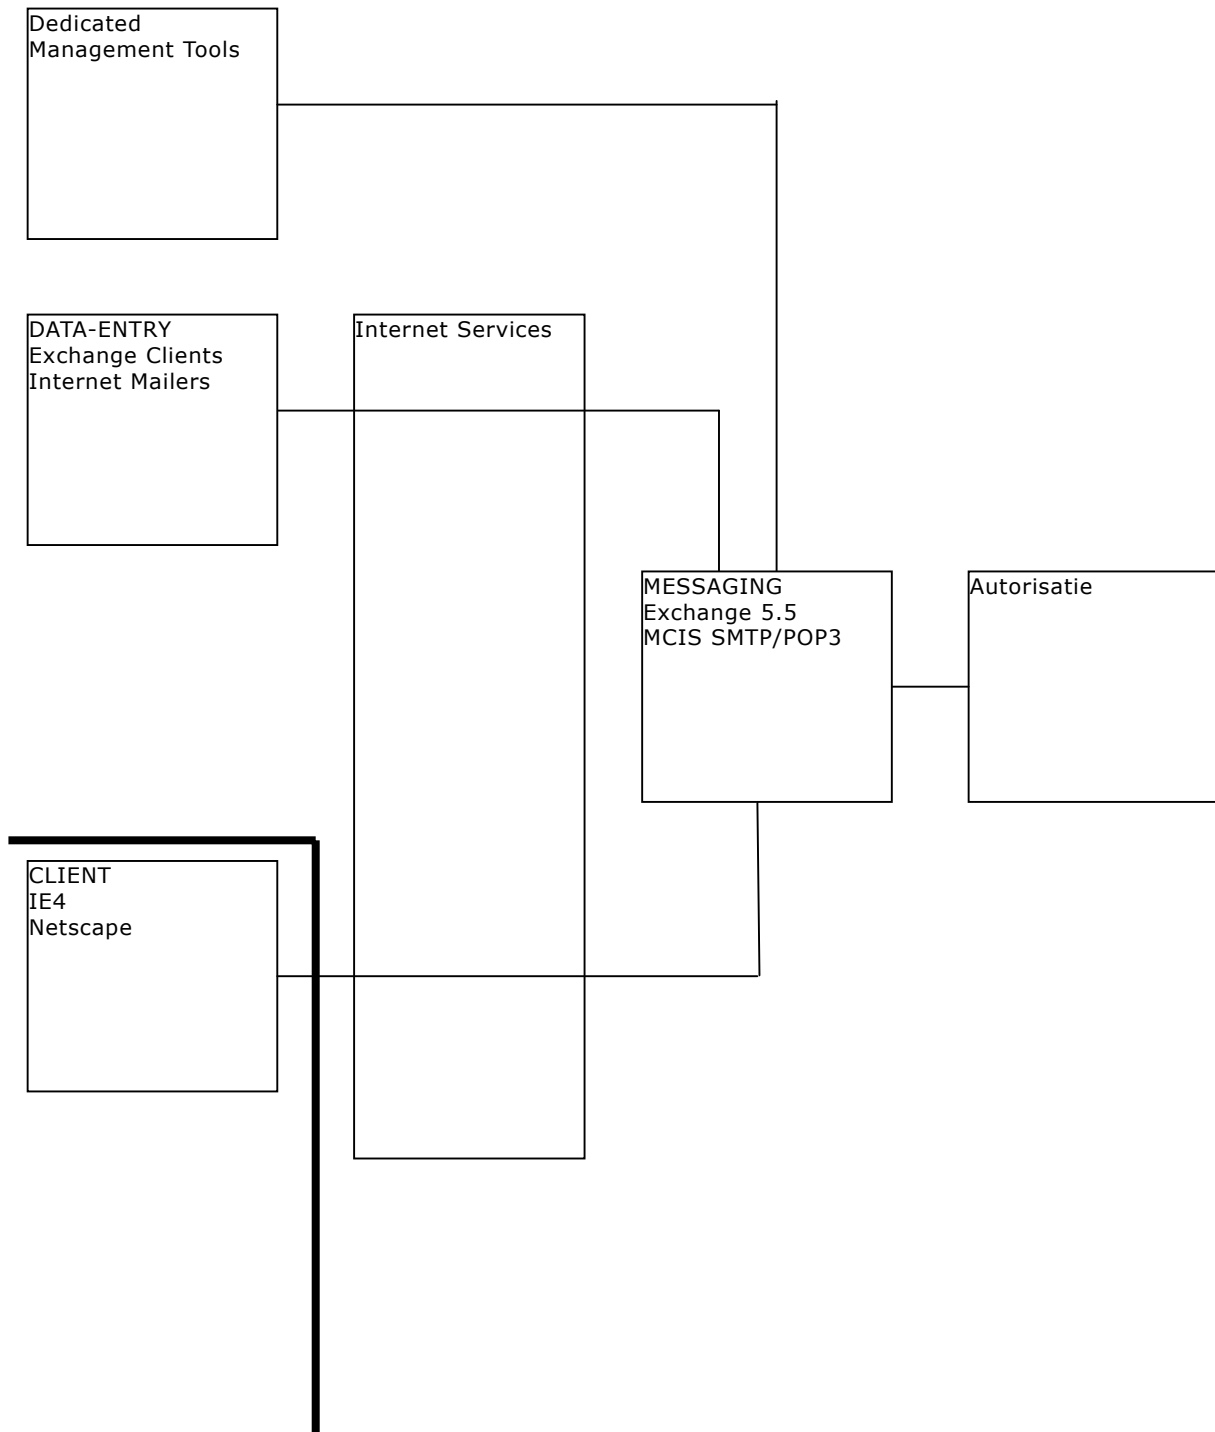 Dedicated
Management Tools
DATA-ENTRY
Exchange Clients
Internet Mailers
Internet Services
MESSAGING
Exchange 5.5
MCIS SMTP/POP3
Autorisatie
CLIENT
IE4
Netscape